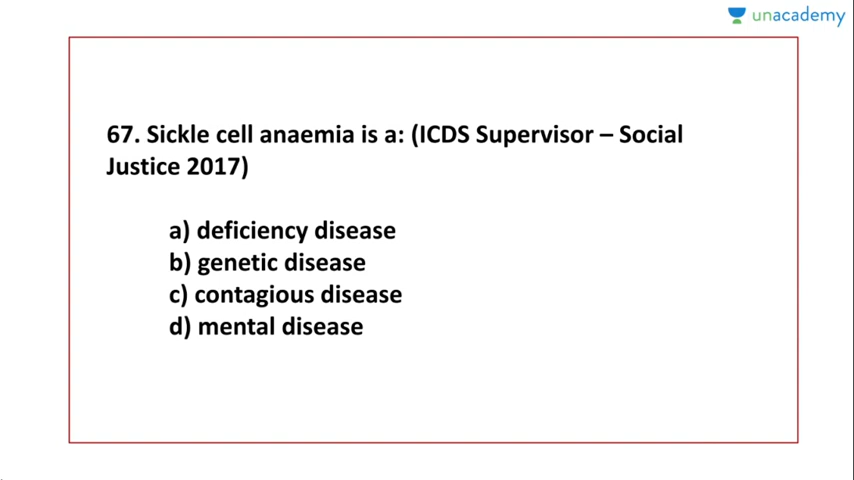 unacademy
67. Sickle cell anaemia is a: (ICDS Supervisor – Social
Justice 2017)
a) deficiency disease
b) genetic disease
c) contagious disease
d) mental disease